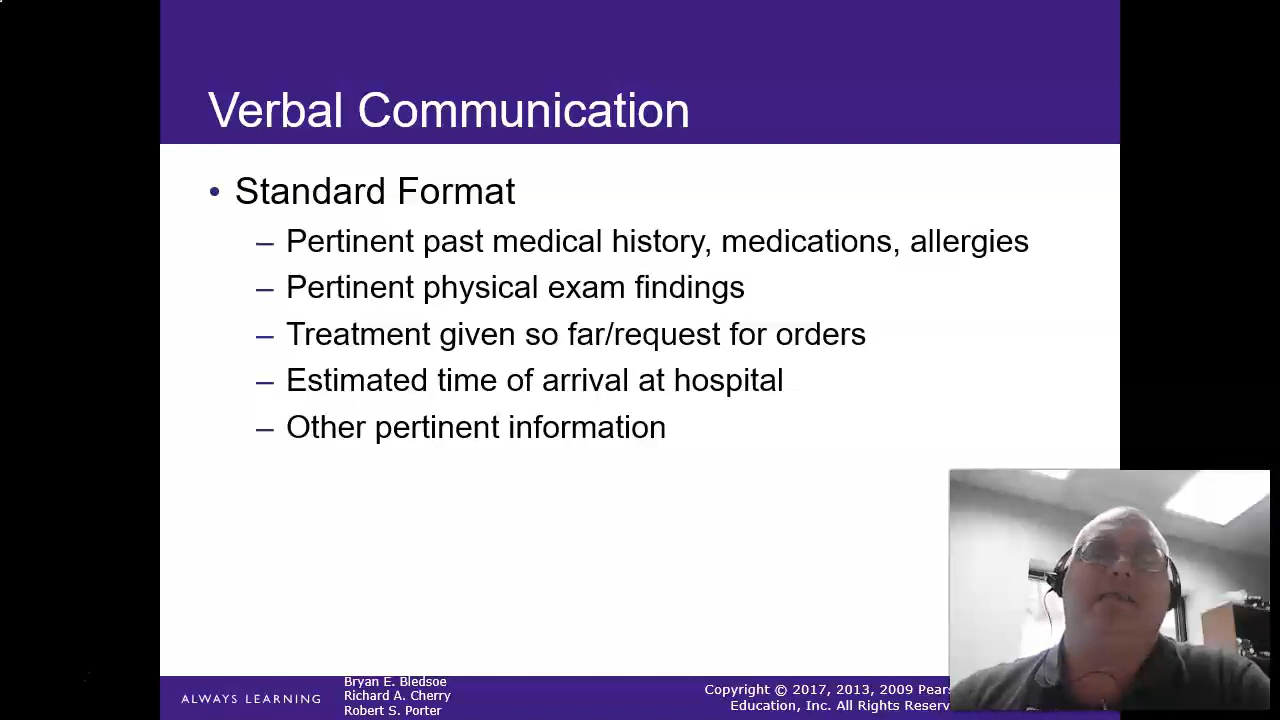 Verbal Communication
• Standard Format
– Pertinent past medical history, medications, allergies
– Pertinent physical exam findings
– Treatment given so far/request for orders
– Estimated time of arrival at hospital
– Other pertinent information
ALWAYS LEARNING
Bryan E. Bledsoe
Richard A. Cherry
Robert S. Porter
Copyright © 2017, 2013, 2009
Education, Inc. All Rights